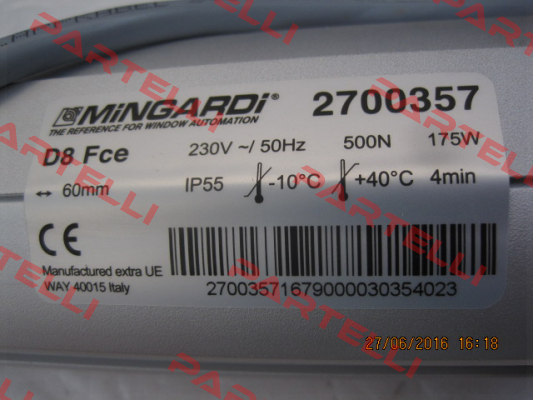 MiNGARDi® 2700357
THE REFERENCE FOR WINDOW AUTOMATION
D8 Fce 230V ~/ 50Hz 500N 175W
↔ 60mm IP55 -10°C +40°C 4min
CE
Manufactured extra UE
WAY 40015 Italy
27003571679000030354023
27/06/2016 16:18
PARTELLI
PARTELLI
PARTELLI
PARTELLI
PARTELLI